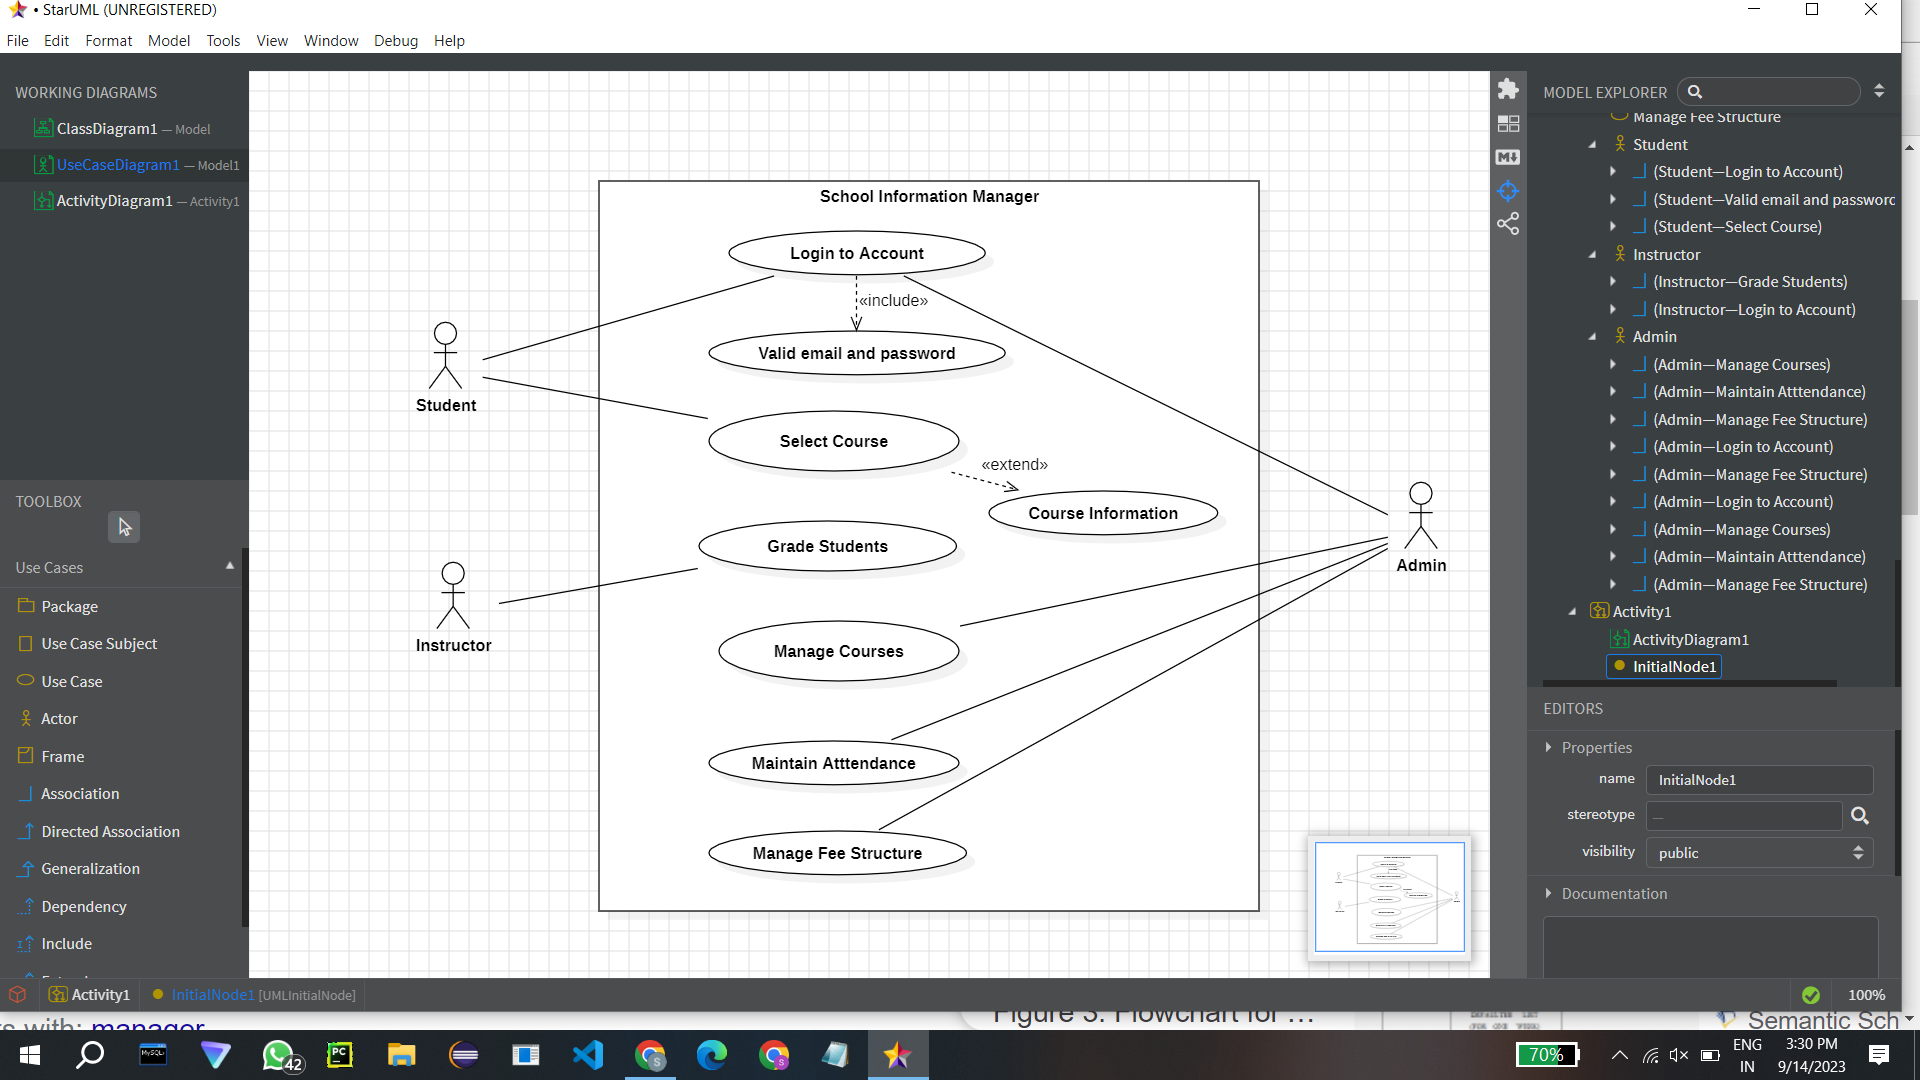 • StarUML (UNREGISTERED)
File Edit Format Model Tools View Window Debug Help
WORKING DIAGRAMS
ClassDiagram1 — Model
UseCaseDiagram1 — Model1
ActivityDiagram1 — Activity1
TOOLBOX
Use Cases
Package
Use Case Subject
Use Case
Actor
Frame
Association
Directed Association
Generalization
Dependency
Include
School Information Manager
Login to Account
«include»
Valid email and password
Student
Select Course
«extend»
Course Information
Grade Students
Admin
Instructor
Manage Courses
Maintain Atttendance
Manage Fee Structure
MODEL EXPLORER
Manage Fee Structure
Student
(Student—Login to Account)
(Student—Valid email and password
(Student—Select Course)
Instructor
(Instructor—Grade Students)
(Instructor—Login to Account)
Admin
(Admin—Manage Courses)
(Admin—Maintain Atttendance)
(Admin—Manage Fee Structure)
(Admin—Login to Account)
(Admin—Manage Fee Structure)
(Admin—Login to Account)
(Admin—Manage Courses)
(Admin—Maintain Atttendance)
(Admin—Manage Fee Structure)
Activity1
ActivityDiagram1
InitialNode1
EDITORS
Properties
name InitialNode1
stereotype —
visibility public
Documentation
Activity1 InitialNode1 [UMLInitialNode] 100%
s with: manager
Figure 3. Flowchart for ...
Semantic Sch
MySQL
42
PC
S
S
70%
ENG
IN
3:30 PM
9/14/2023